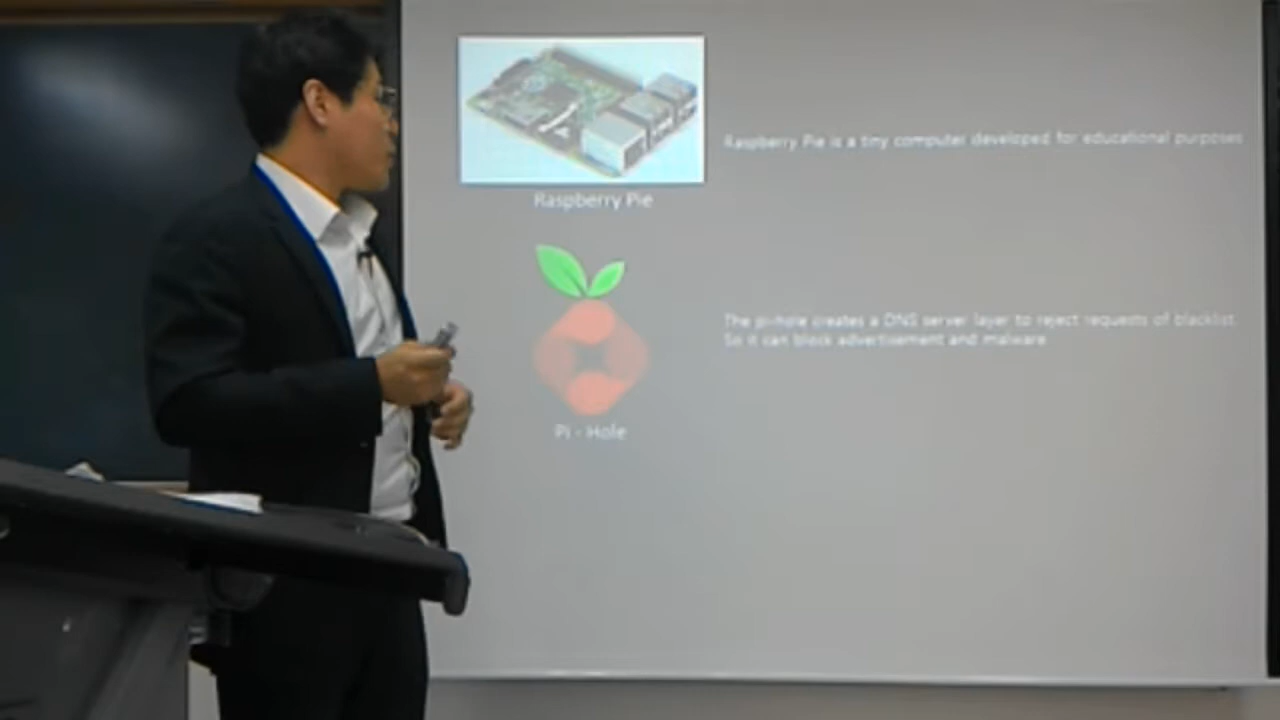 Raspberry Pie is a tiny computer developed for educational purposes
Raspberry Pie
The pi-hole creates a DNS server layer to reject requests of blacklist.
So it can block advertisement and malware
Pi - Hole